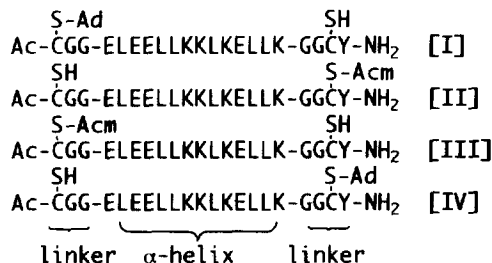 S-Ad SH
Ac-CGG-ELEELLKKLKELLK-GGCY-NH₂ [I]
SH S-Acm
Ac-CGG-ELEELLKKLKELLK-GGCY-NH₂ [II]
S-Acm SH
Ac-CGG-ELEELLKKLKELLK-GGCY-NH₂ [III]
SH S-Ad
Ac-CGG-ELEELLKKLKELLK-GGCY-NH₂ [IV]
linker α-helix linker